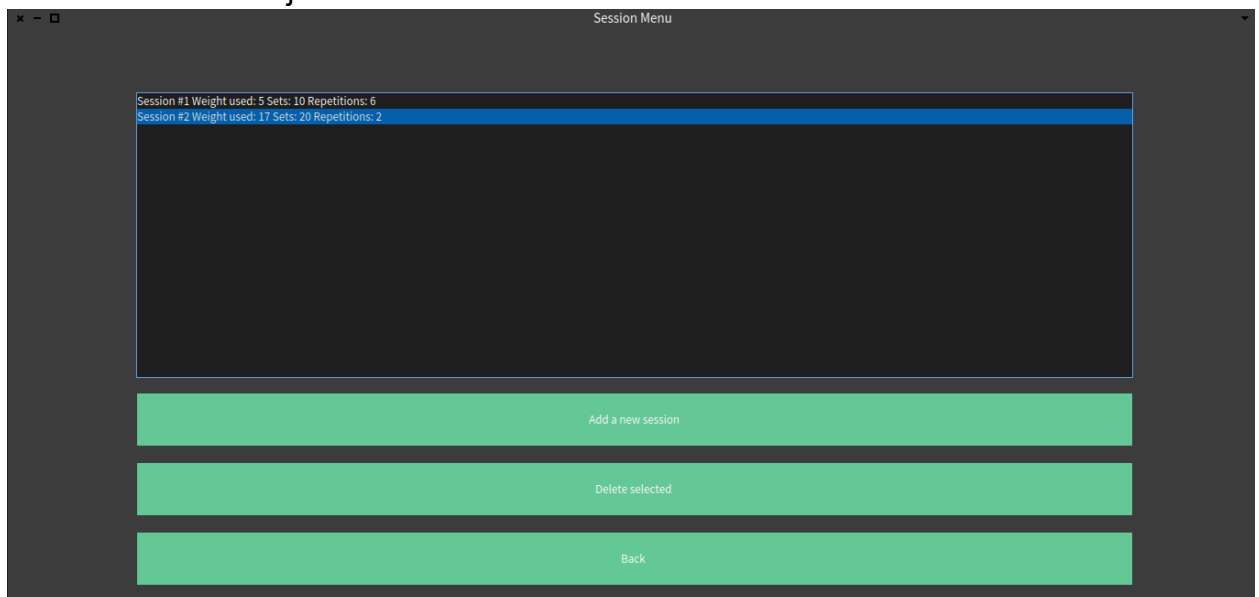 Session Menu
Session #1 Weight used: 5 Sets: 10 Repetitions: 6
Session #2 Weight used: 17 Sets: 20 Repetitions: 2
Add a new session
Delete selected
Back